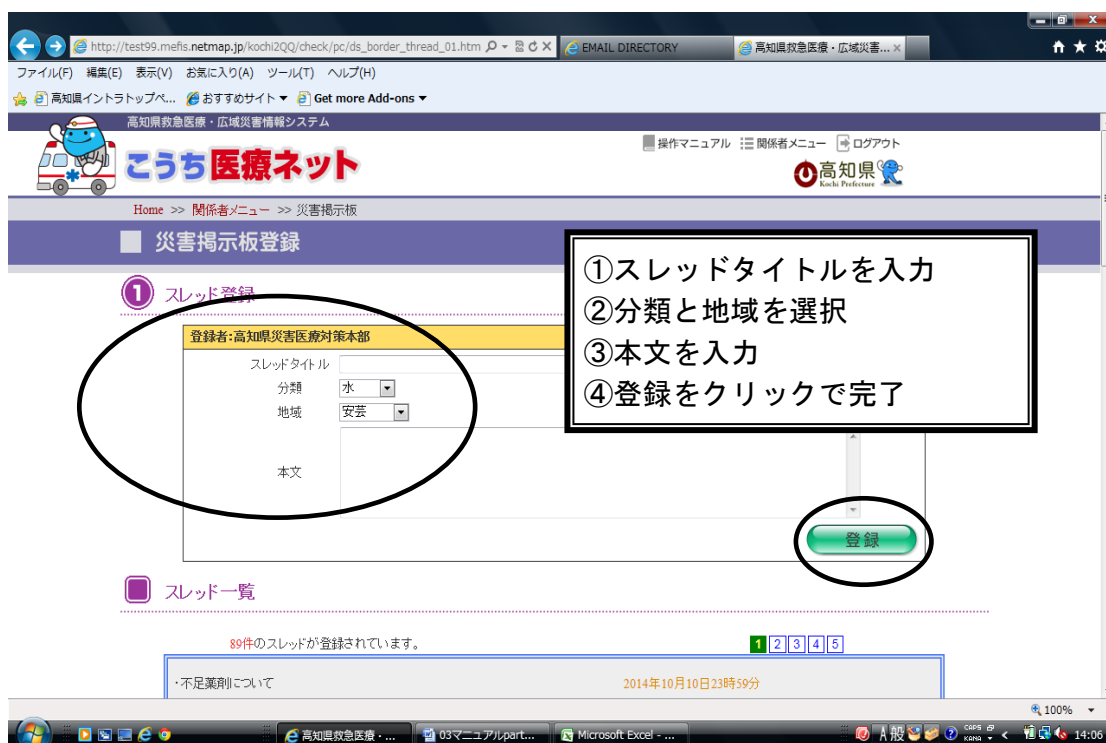 http://test99.mefis.netmap.jp/kochi2QQ/check/pc/ds_border_thread_01.htm
EMAIL DIRECTORY
高知県救急医療・広域災害...
ファイル(F) 編集(E) 表示(V) お気に入り(A) ツール(T) ヘルプ(H)
高知県イントラトップペ... おすすめサイト ▼ Get more Add-ons ▼
高知県救急医療・広域災害情報システム
こうち医療ネット
操作マニュアル 関係者メニュー ログアウト
高知県
Kochi Prefecture
Home >> 関係者メニュー >> 災害掲示板
災害掲示板登録
①スレッドタイトルを入力
②分類と地域を選択
③本文を入力
④登録をクリックで完了
1 スレッド登録
登録者:高知県災害医療対策本部
スレッドタイトル
分類 水
地域 安芸
本文
登録
スレッド一覧
89件のスレッドが登録されています。
1 2 3 4 5
・不足薬剤について 2014年10月10日23時59分
100%
高知県救急医療・...
03マニュアルpart...
Microsoft Excel - ...
A 般
CAPS
KANA
14:06